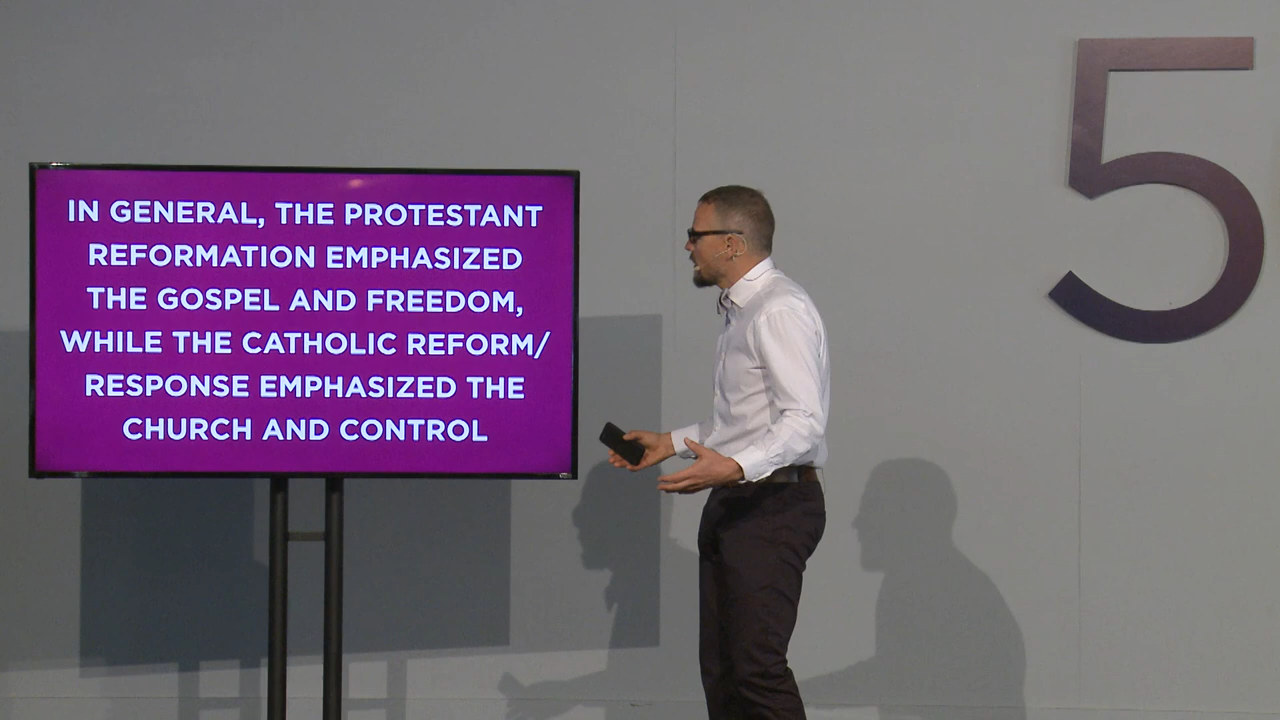 IN GENERAL, THE PROTESTANT
REFORMATION EMPHASIZED
THE GOSPEL AND FREEDOM,
WHILE THE CATHOLIC REFORM/
RESPONSE EMPHASIZED THE
CHURCH AND CONTROL
5